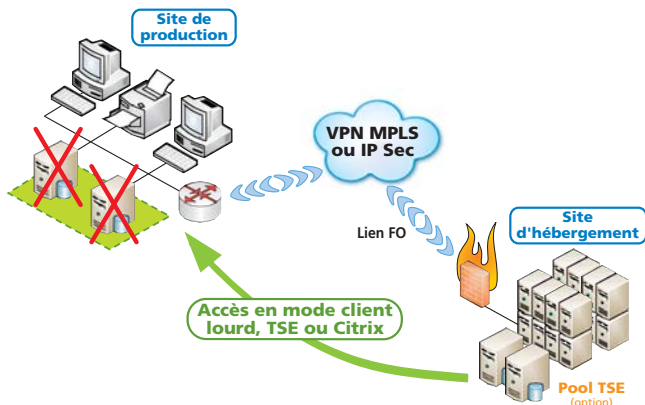 Site de
production
VPN MPLS
ou IP Sec
Lien FO
Site
d'hébergement
Accès en mode client
lourd, TSE ou Citrix
Pool TSE
(option)